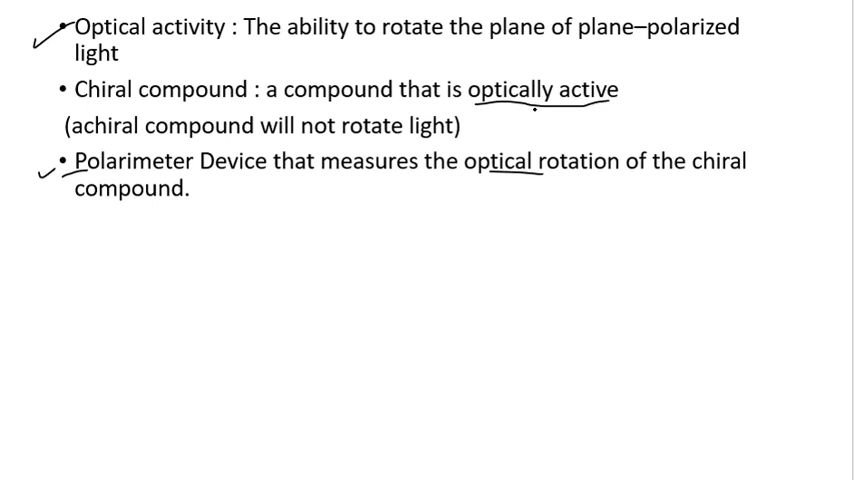 • Optical activity : The ability to rotate the plane of plane–polarized
light
• Chiral compound : a compound that is optically active
(achiral compound will not rotate light)
• Polarimeter Device that measures the optical rotation of the chiral
compound.